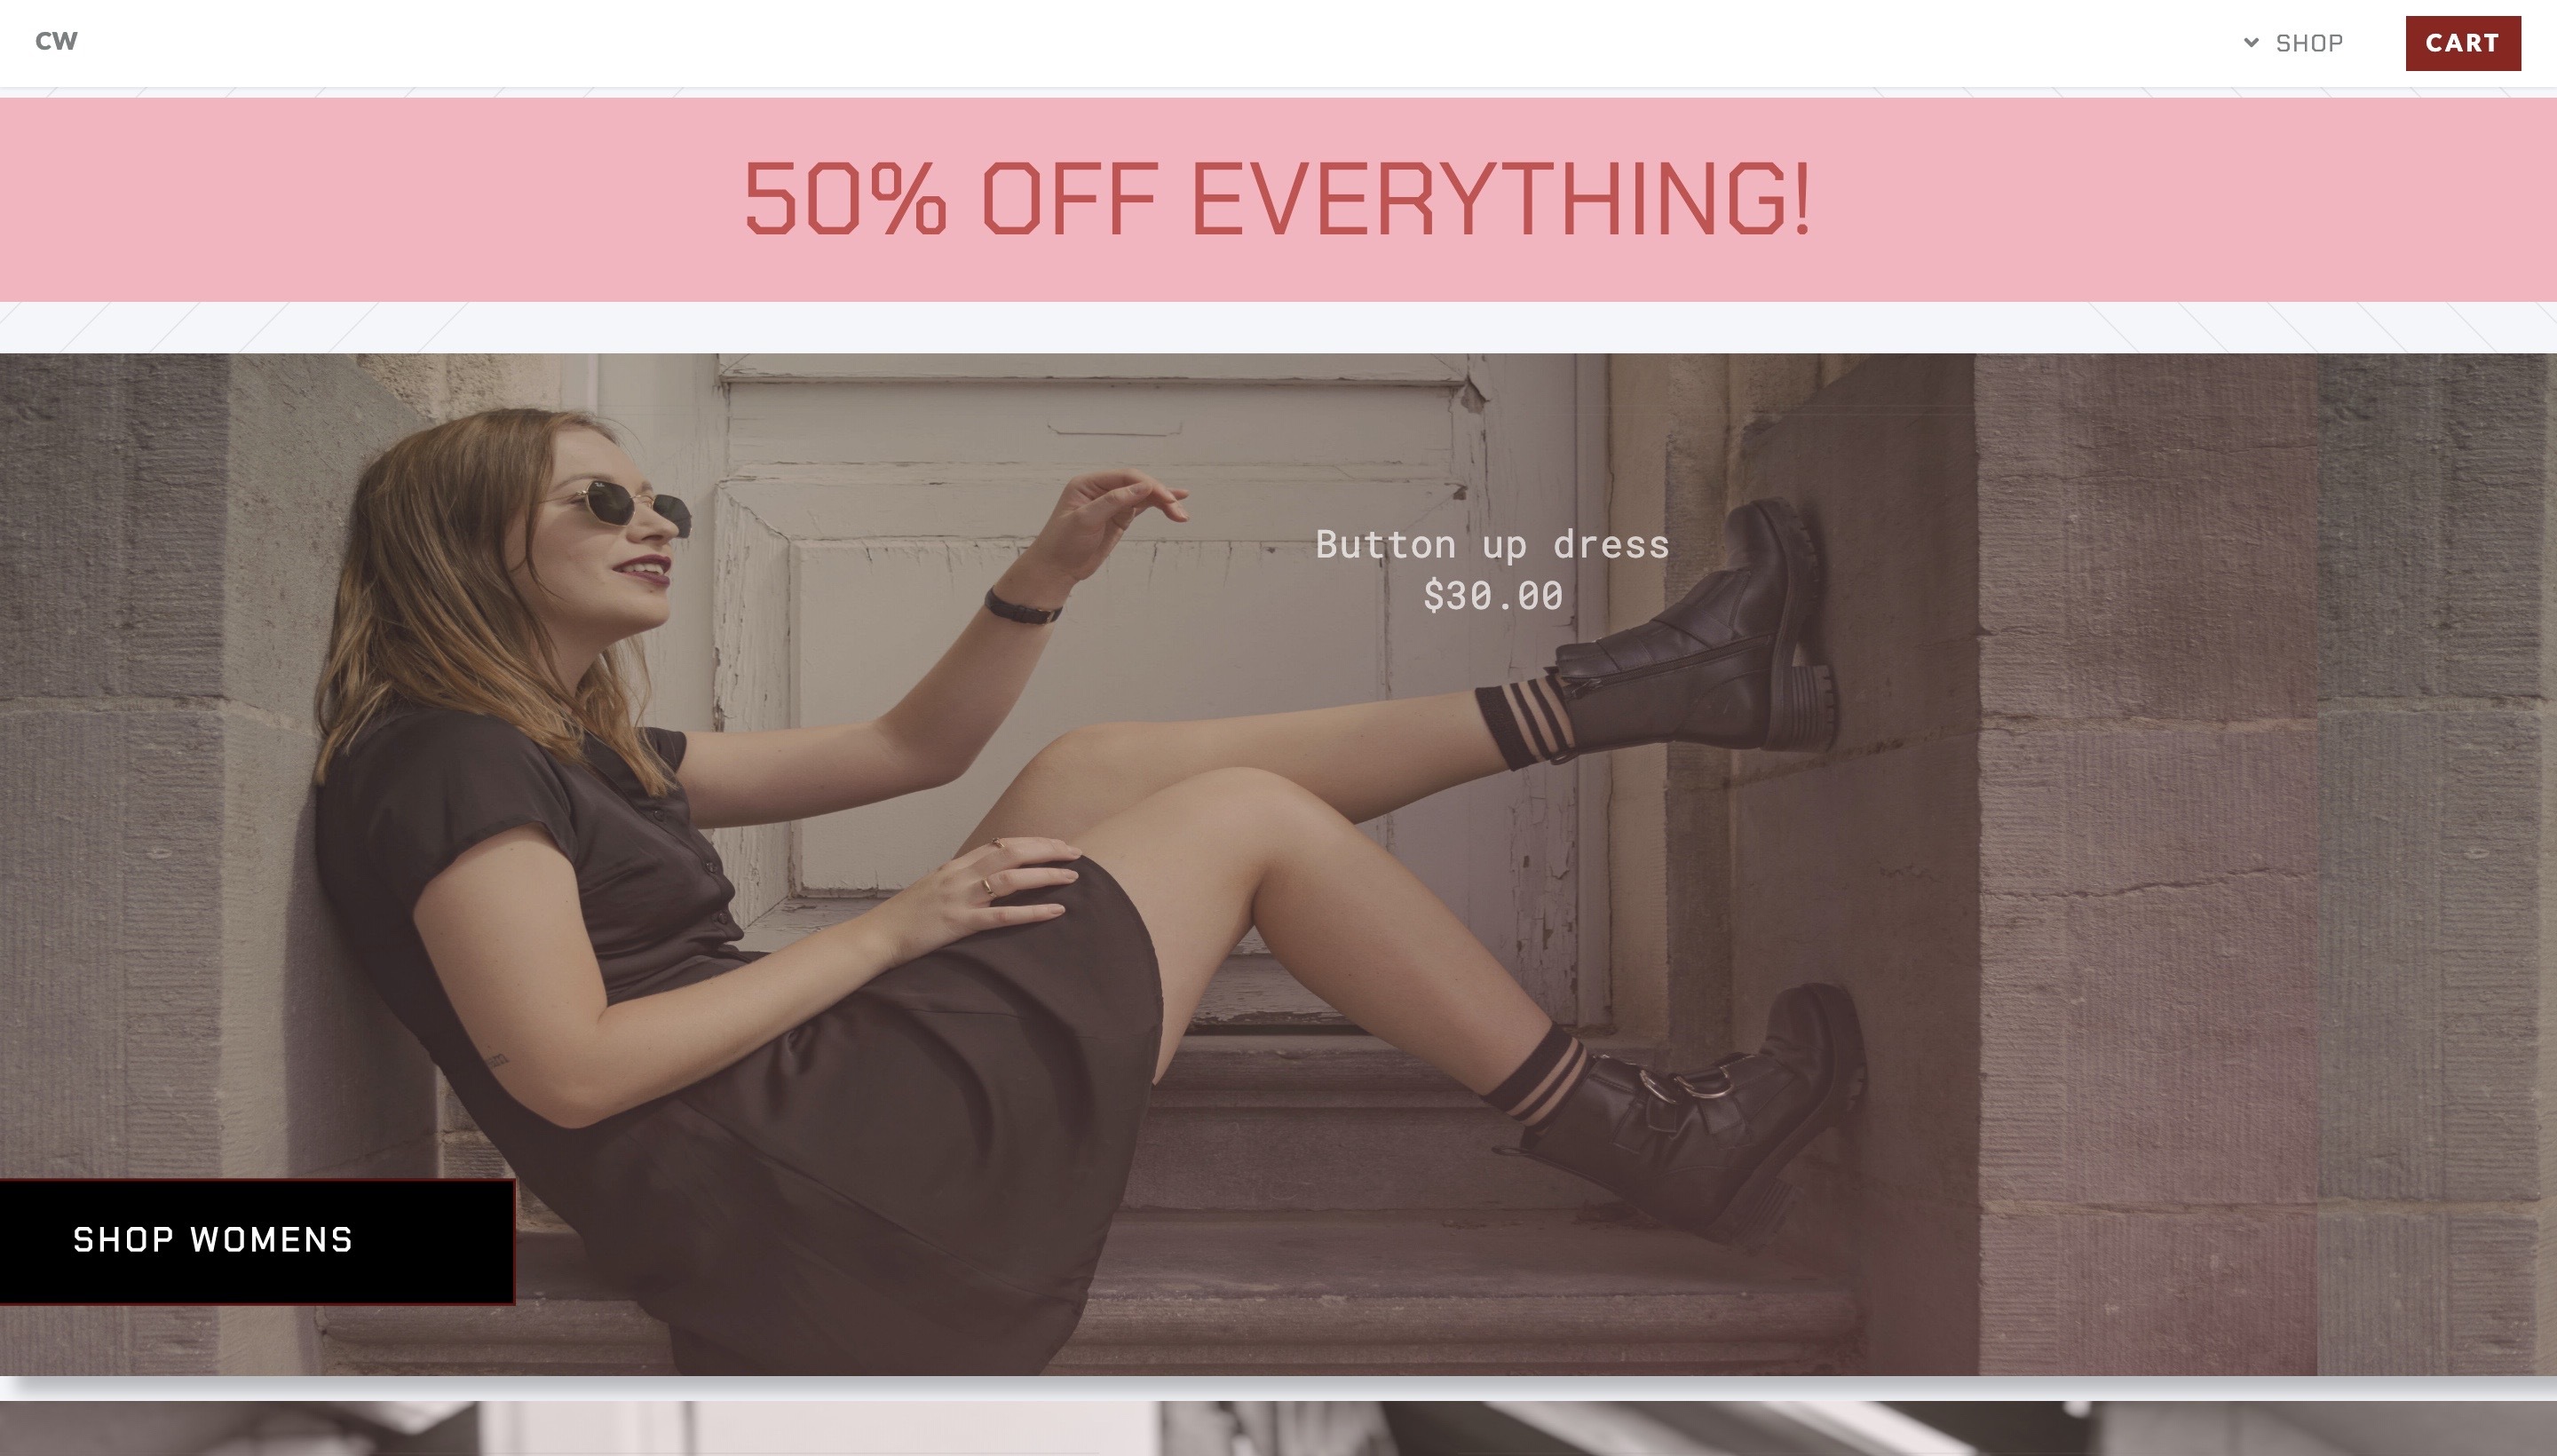 CW
SHOP
CART
50% OFF EVERYTHING!
Button up dress
$30.00
SHOP WOMENS